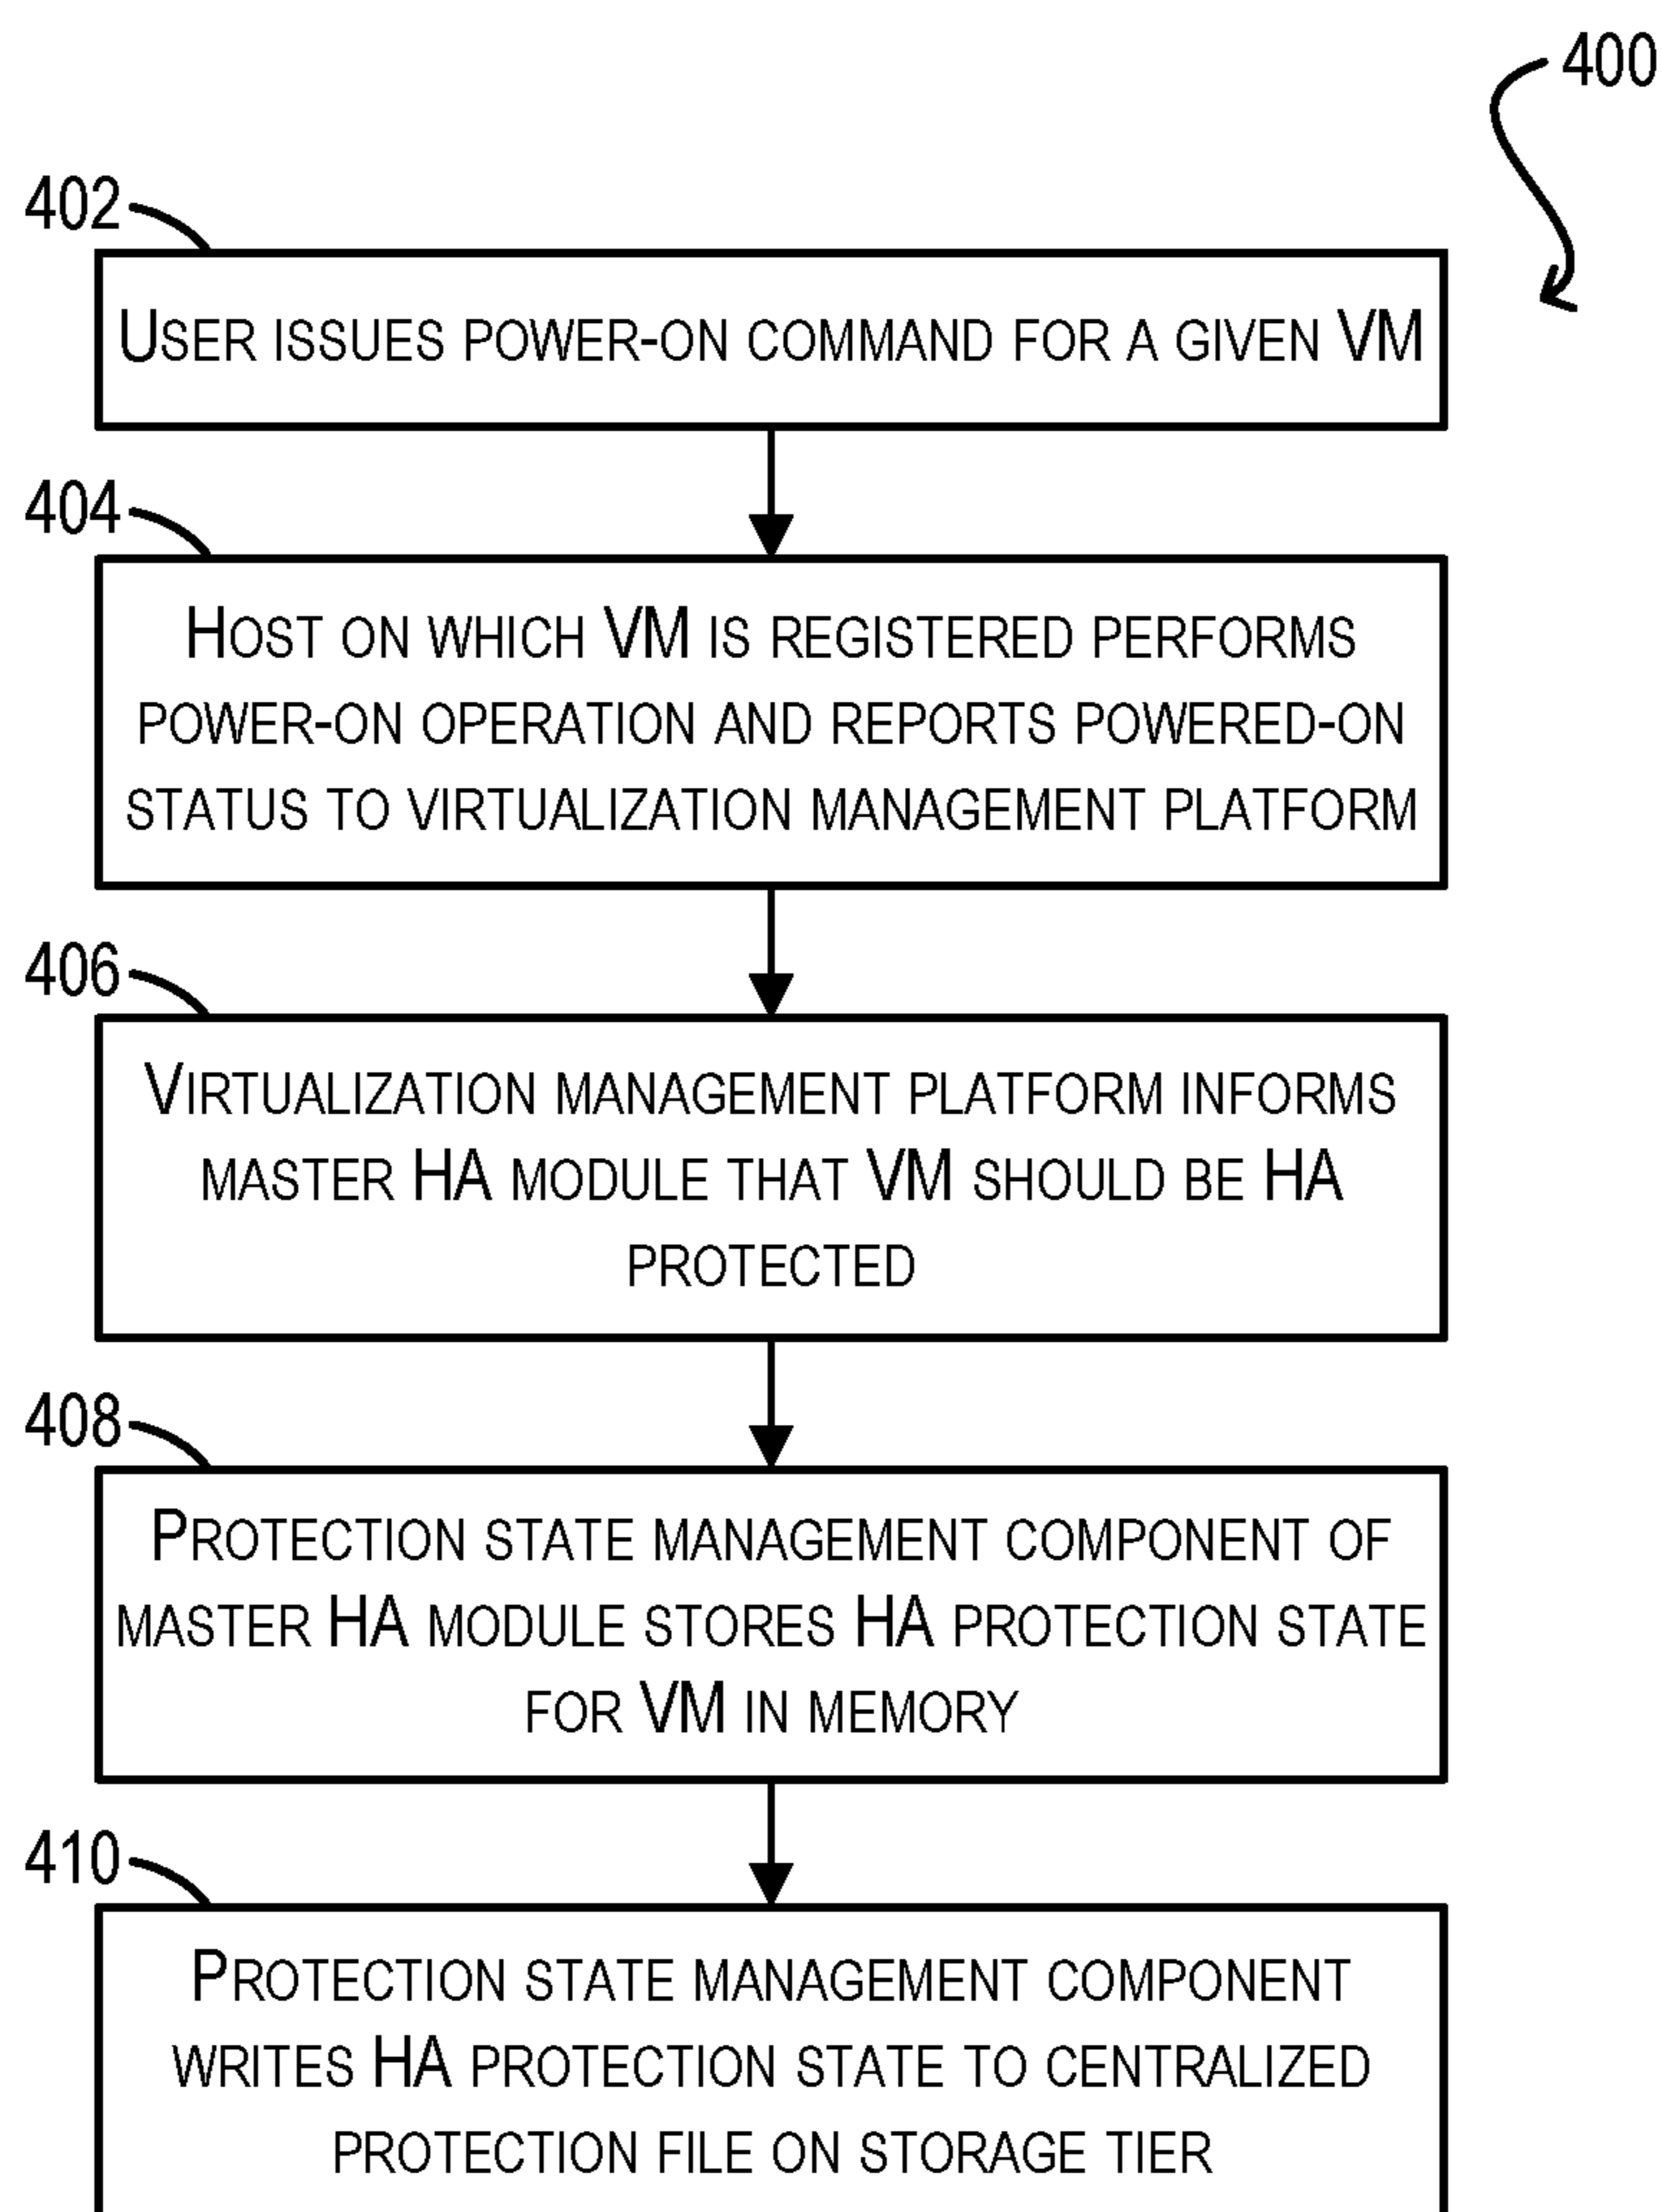 400
402
USER ISSUES POWER-ON COMMAND FOR A GIVEN VM
404
HOST ON WHICH VM IS REGISTERED PERFORMS
POWER-ON OPERATION AND REPORTS POWERED-ON
STATUS TO VIRTUALIZATION MANAGEMENT PLATFORM
406
VIRTUALIZATION MANAGEMENT PLATFORM INFORMS
MASTER HA MODULE THAT VM SHOULD BE HA
PROTECTED
408
PROTECTION STATE MANAGEMENT COMPONENT OF
MASTER HA MODULE STORES HA PROTECTION STATE
FOR VM IN MEMORY
410
PROTECTION STATE MANAGEMENT COMPONENT
WRITES HA PROTECTION STATE TO CENTRALIZED
PROTECTION FILE ON STORAGE TIER